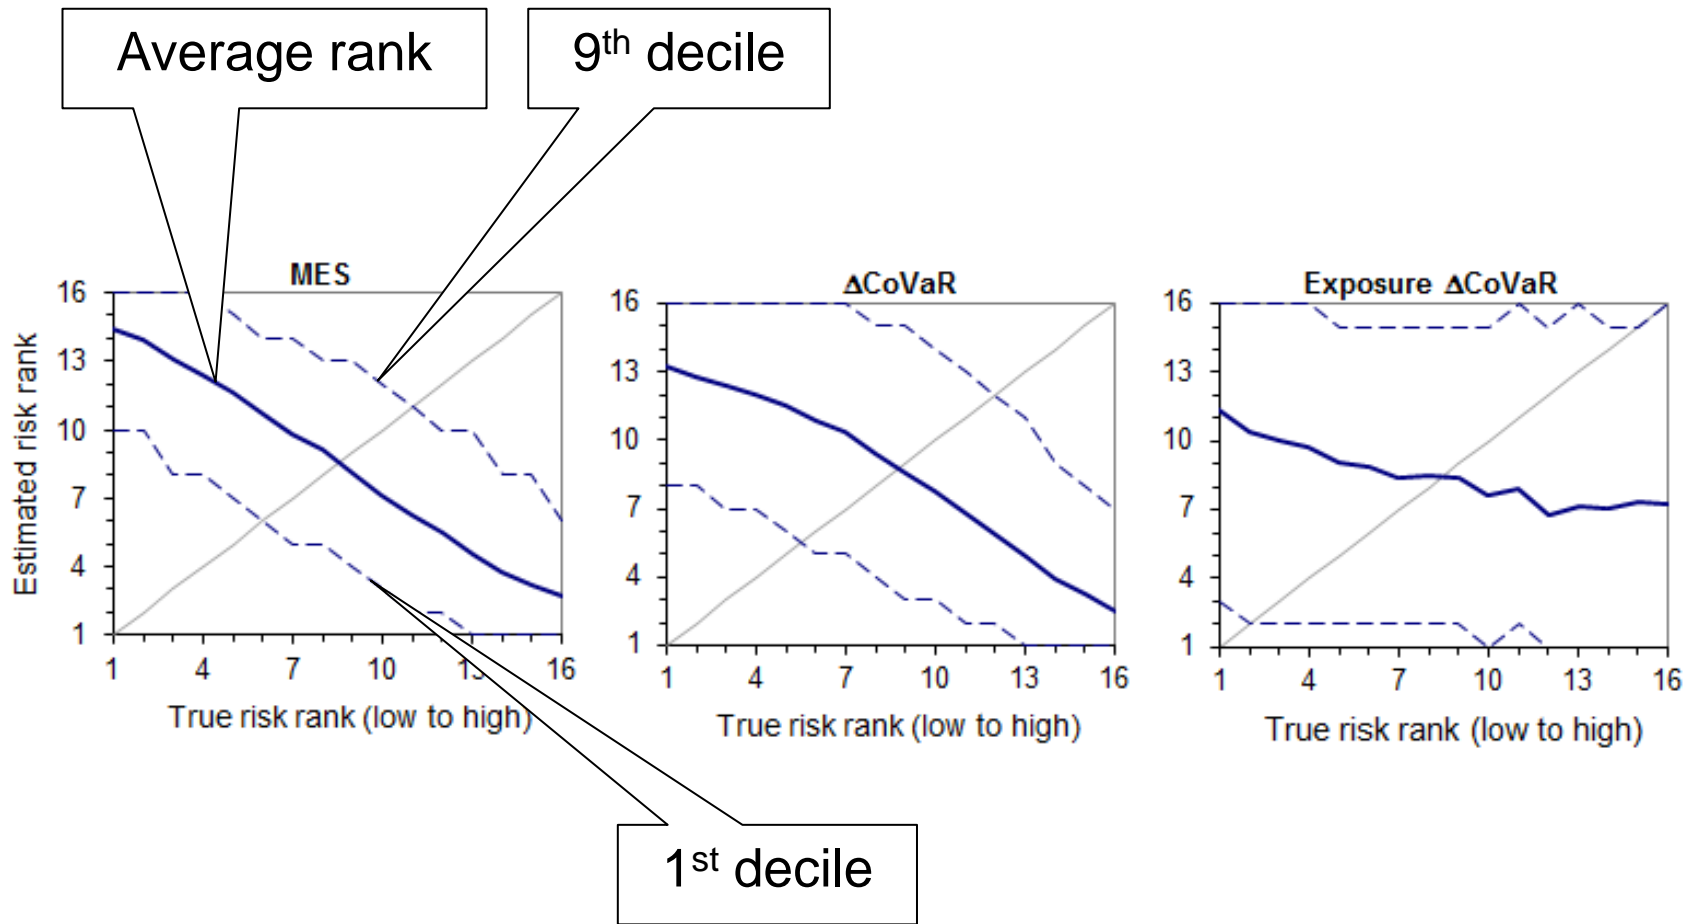 Average rank
9th decile
MES
ΔCoVaR
Exposure ΔCoVaR
Estimated risk rank
16
13
10
7
4
1
1 4 7 10 13 16
True risk rank (low to high)
16
13
10
7
4
1
1 4 7 10 13 16
True risk rank (low to high)
16
13
10
7
4
1
1 4 7 10 13 16
True risk rank (low to high)
1st decile